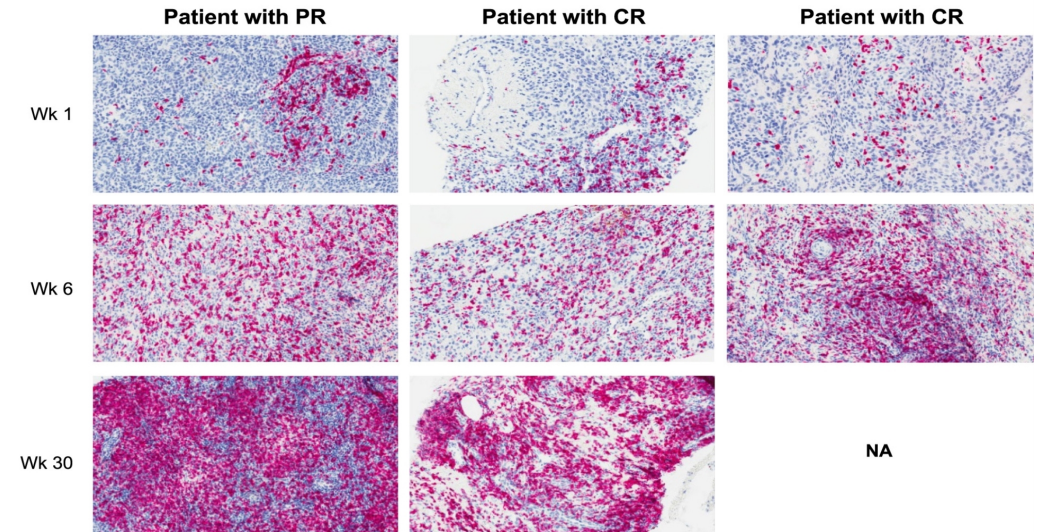 Patient with PR Patient with CR Patient with CR
Wk 1
Wk 6
Wk 30
NA